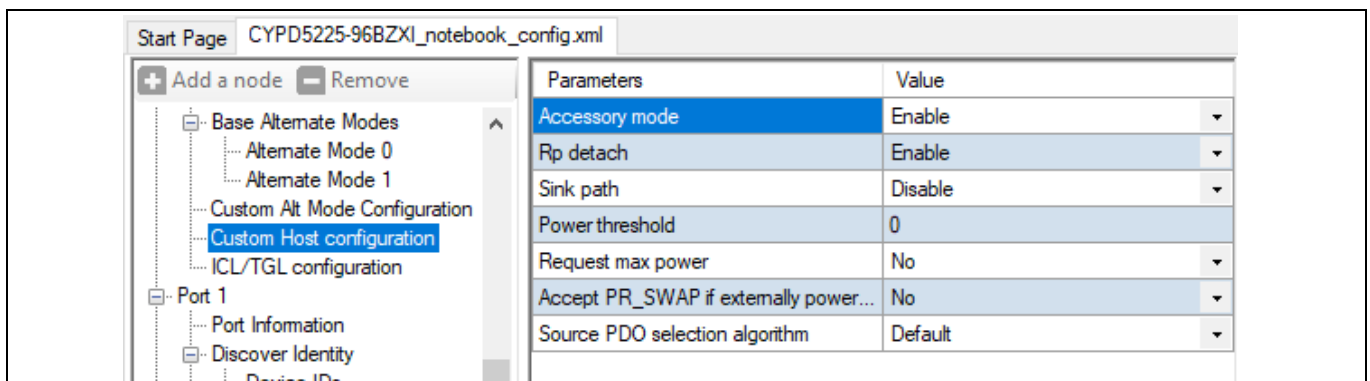 Start Page CYPD5225-96BZXI_notebook_config.xml
Add a node Remove
Base Alternate Modes
Alternate Mode 0
Alternate Mode 1
Custom Alt Mode Configuration
Custom Host configuration
ICL/TGL configuration
Port 1
Port Information
Discover Identity
Device IDs
Parameters Value
Accessory mode Enable
Rp detach Enable
Sink path Disable
Power threshold 0
Request max power No
Accept PR_SWAP if externally power... No
Source PDO selection algorithm Default